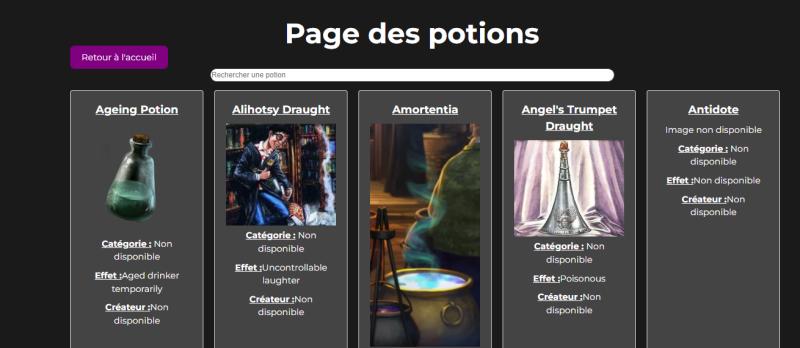 Page des potions
Retour à l'accueil
Rechercher une potion
Ageing Potion
Catégorie : Non
disponible
Effet :Aged drinker
temporarily
Créateur :Non
disponible
Alihotsy Draught
Catégorie : Non
disponible
Effet :Uncontrollable
laughter
Créateur :Non
disponible
Amortentia
Angel's Trumpet
Draught
Catégorie : Non
disponible
Effet :Poisonous
Créateur :Non
disponible
Antidote
Image non disponible
Catégorie : Non
disponible
Effet :Non disponible
Créateur :Non
disponible